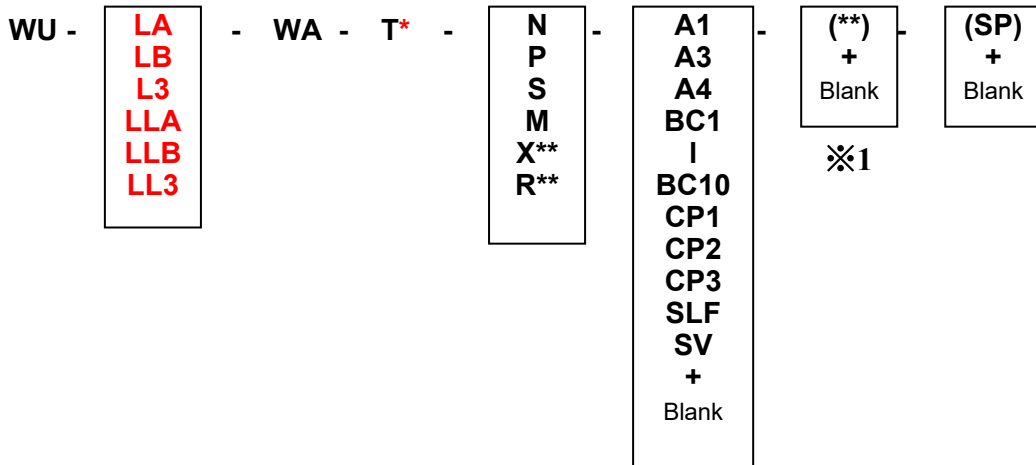 WU - LA - WA - T* - N - A1 - (**) - (SP)
LB P A3 + +
L3 S A4 Blank Blank
LLA M BC1
LLB X** I ※1
LL3 R** BC10
CP1
CP2
CP3
SLF
SV
+
Blank